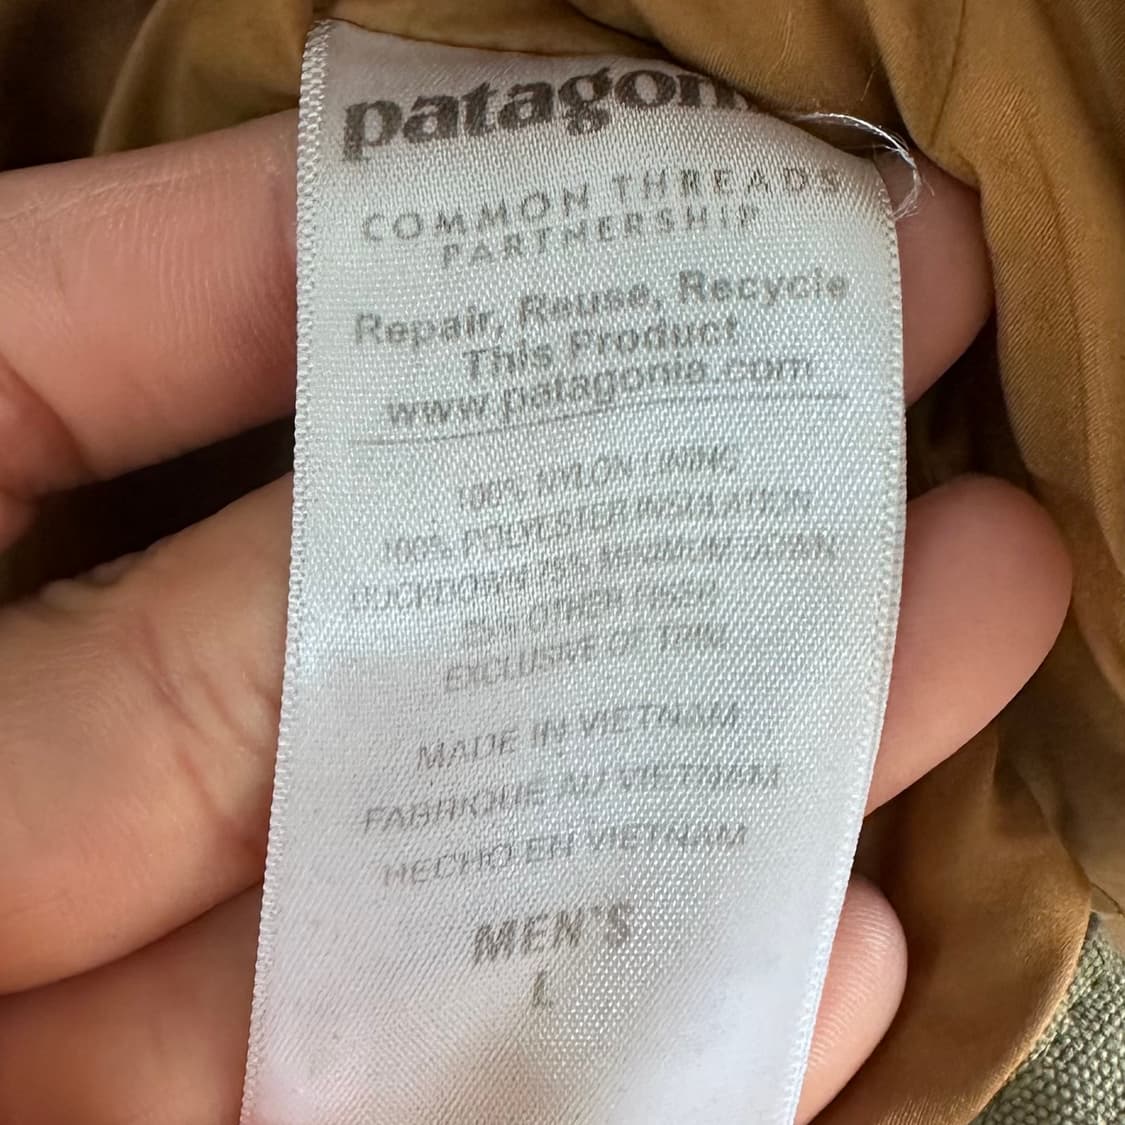 patagon
COMMON THREADS
PARTNERSHIP
Repair, Reuse, Recycle
This Product
www.patagonia.com
100% NYLON LINING
100% POLYESTER INSULATION
EXCLUSIVE OF TRIM
MADE IN VIETNAM
FABRIQUE AU VIETNAM
HECHO EN VIETNAM
MEN'S
L